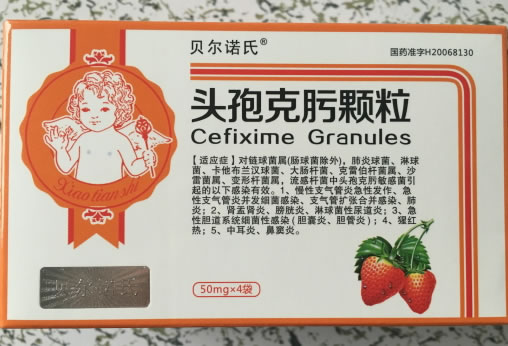 贝尔诺氏®
国药准字H20068130
头孢克肟颗粒
Cefixime Granules
【适应症】对链球菌属(肠球菌除外)，肺炎球菌、淋球
菌、卡他布兰汉球菌、大肠杆菌、克雷伯杆菌属、沙
雷菌属、变形杆菌属，流感杆菌中头孢克肟敏感菌引
起的以下感染有效。1、慢性支气管炎急性发作、急
性支气管炎并发细菌感染、支气管扩张合并感染、肺
炎；2、肾盂肾炎、膀胱炎、淋球菌性尿道炎；3、急
性胆道系统细菌性感染（胆囊炎、胆管炎）；4、猩红
热；5、中耳炎、鼻窦炎。
Xiaotianshi
贝尔诺氏
50mg×4袋